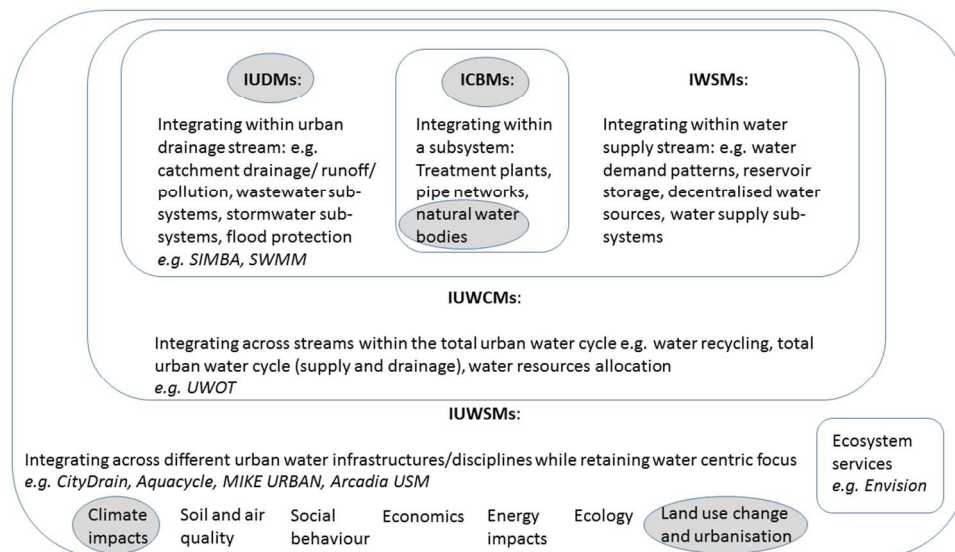 IUDMs:
Integrating within urban
drainage stream: e.g.
catchment drainage/ runoff/
pollution, wastewater sub-
systems, stormwater sub-
systems, flood protection
e.g. SIMBA, SWMM
ICBMs:
Integrating within
a subsystem:
Treatment plants,
pipe networks,
natural water
bodies
IWSMs:
Integrating within water
supply stream: e.g. water
demand patterns, reservoir
storage, decentralised water
sources, water supply sub-
systems
IUWCMs:
Integrating across streams within the total urban water cycle e.g. water recycling, total
urban water cycle (supply and drainage), water resources allocation
e.g. UWOT
IUWSMs:
Integrating across different urban water infrastructures/disciplines while retaining water centric focus
e.g. CityDrain, Aquacycle, MIKE URBAN, Arcadia USM
Ecosystem
services
e.g. Envision
Climate
impacts
Soil and air
quality
Social
behaviour
Economics
Energy
impacts
Ecology
Land use change
and urbanisation